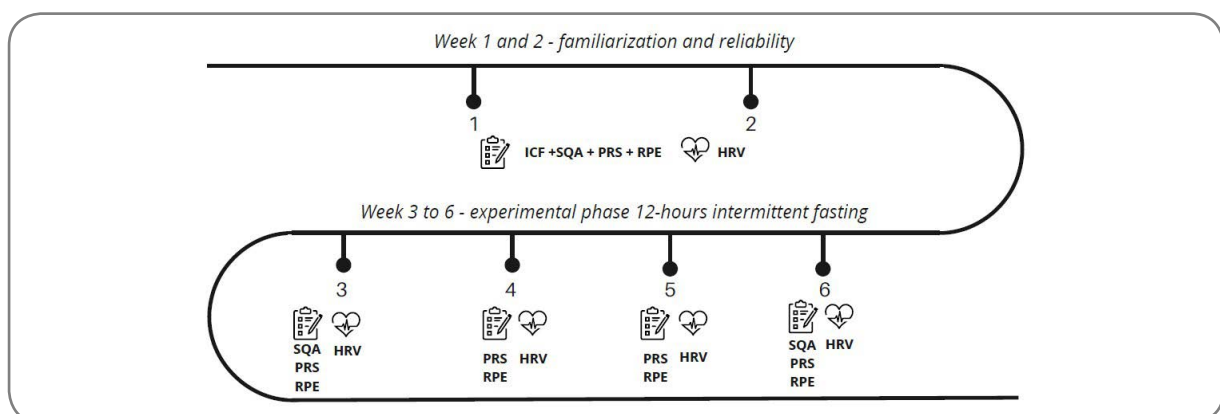 Week 1 and 2 - familiarization and reliability
1
2
ICF +SQA + PRS + RPE
HRV
Week 3 to 6 - experimental phase 12-hours intermittent fasting
3
4
5
6
SQA
PRS
RPE
HRV
PRS
RPE
HRV
PRS
RPE
HRV
SQA
PRS
RPE
HRV